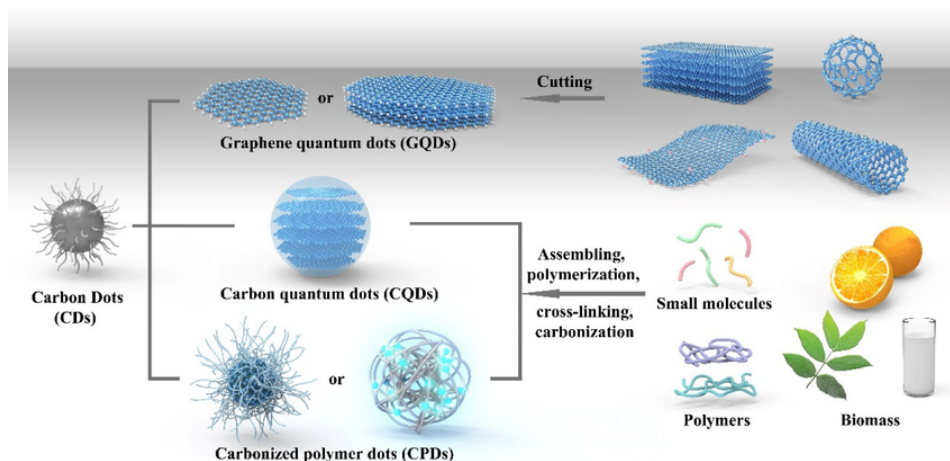 or
Cutting
Graphene quantum dots (GQDs)
Carbon Dots
(CDs)
Carbon quantum dots (CQDs)
Assembling,
polymerization,
cross-linking,
carbonization
Small molecules
or
Carbonized polymer dots (CPDs)
Polymers
Biomass